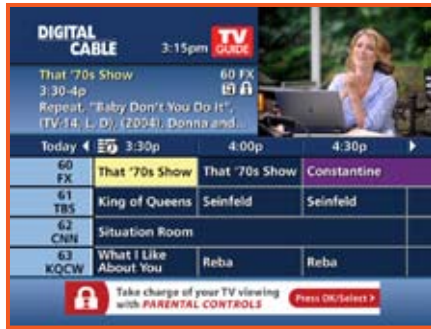 DIGITAL
CABLE 3:15pm TV
GUIDE
That '70s Show 60 FX
3:30-4p
Repeat. "Baby Don't You Do It",
(TV-14, L, D), (2004). Donna and...
Today 3:30p 4:00p 4:30p
60
FX That '70s Show That '70s Show Constantine
61
TBS King of Queens Seinfeld Seinfeld
62
CNN Situation Room
63
KQCW What I Like
About You Reba Reba
Take charge of your TV viewing
with PARENTAL CONTROLS Press OK/Select >